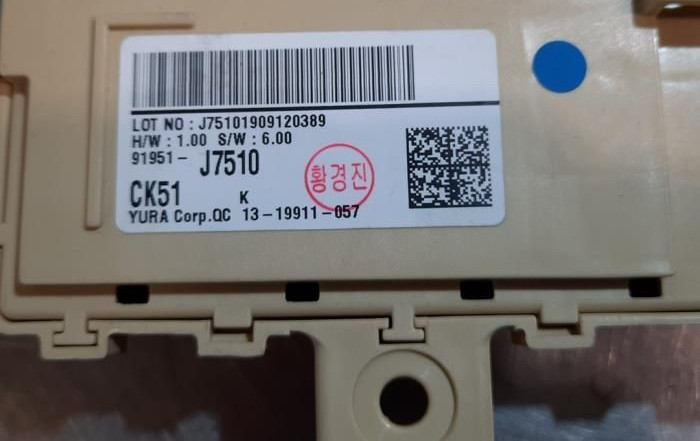 LOT NO : J75101909120389
H/W : 1.00 S/W : 6.00
91951- J7510
황경진
CK51 K
YURA Corp.QC 13-19911-057